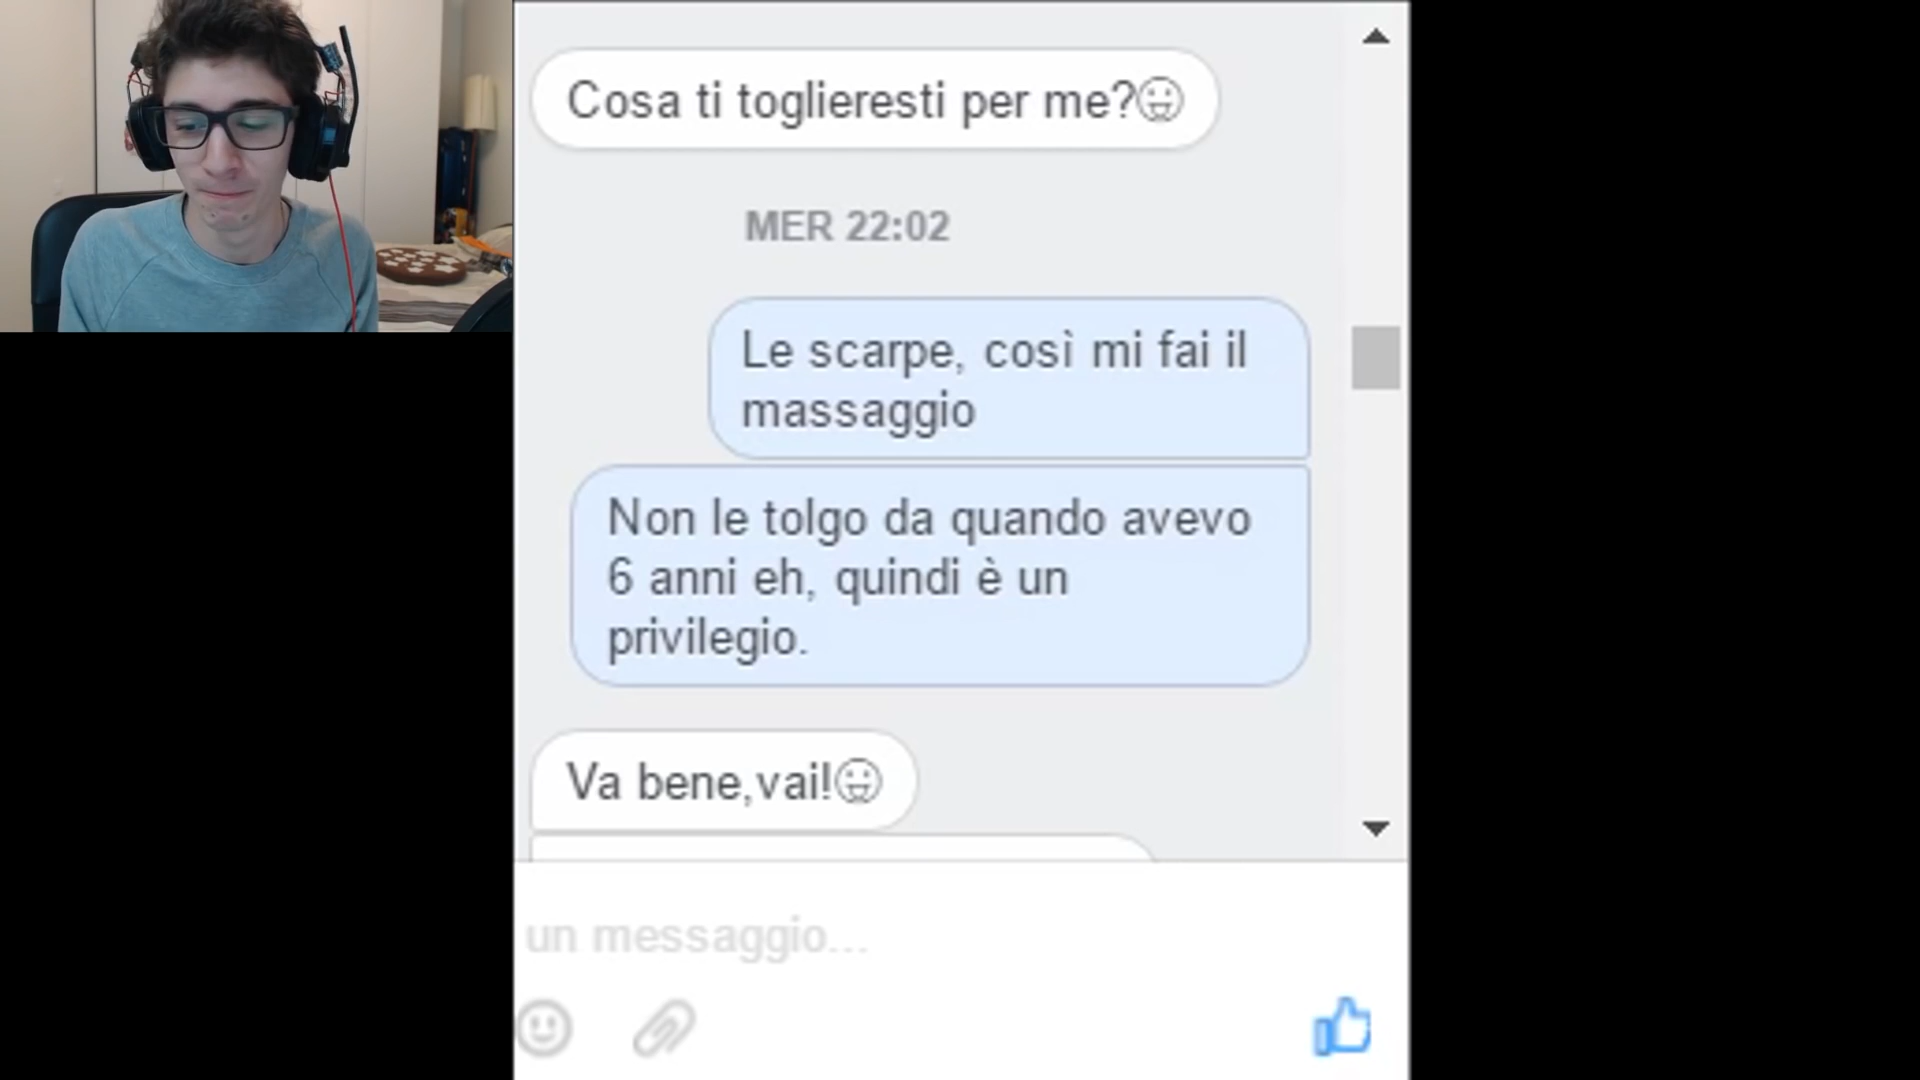 Cosa ti toglieresti per me?😛
MER 22:02
Le scarpe, così mi fai il
massaggio
Non le tolgo da quando avevo
6 anni eh, quindi è un
privilegio.
Va bene,vai!😛
un messaggio...